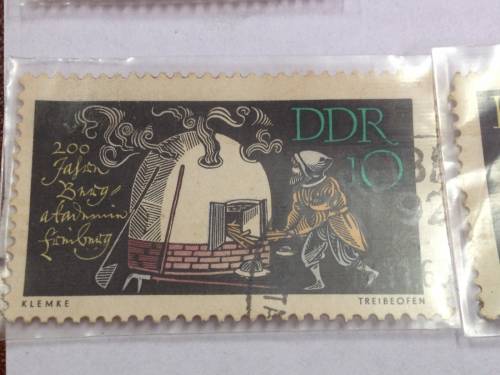 DDR
10
200
Jahre
Berg-
akademie
Freiberg
KLEMKE
TREIBEOFEN